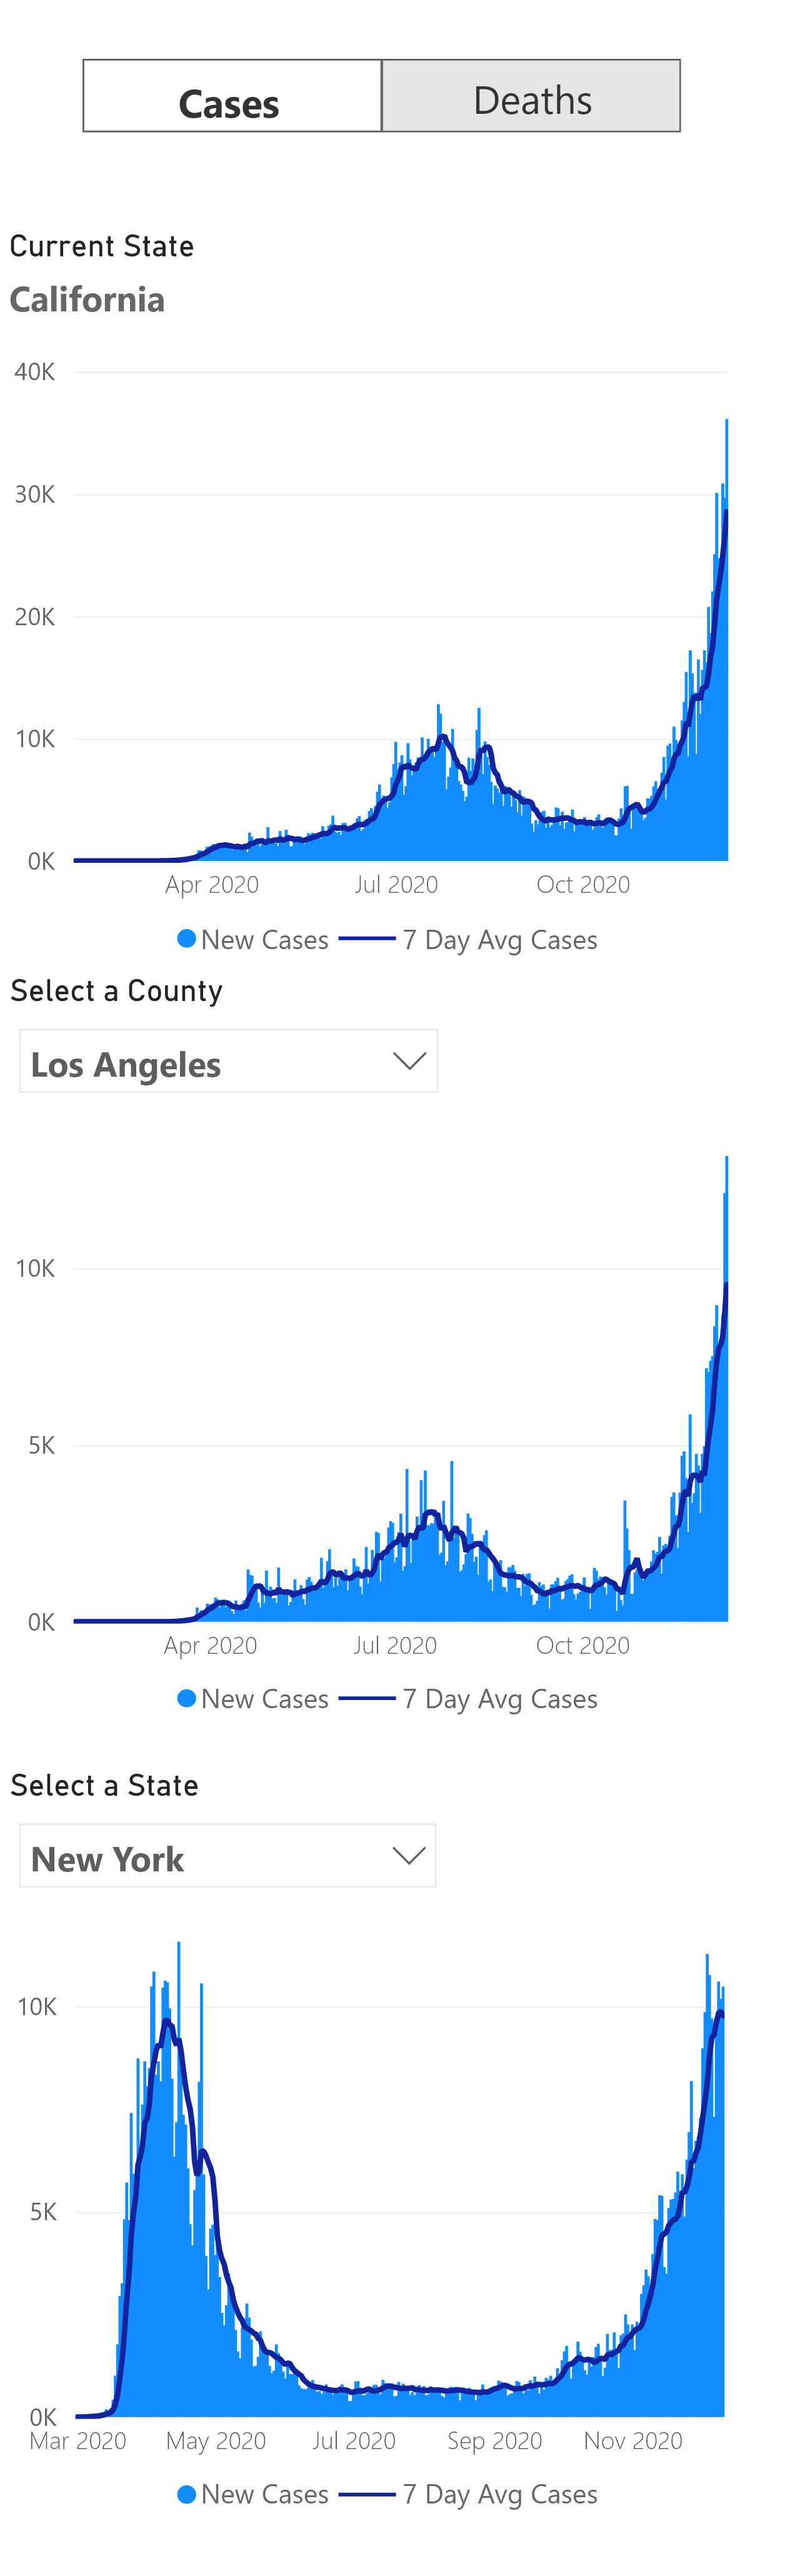 Cases Deaths
Current State
California
40K
30K
20K
10K
0K
Apr 2020 Jul 2020 Oct 2020
New Cases 7 Day Avg Cases
Select a County
Los Angeles
10K
5K
0K
Apr 2020 Jul 2020 Oct 2020
New Cases 7 Day Avg Cases
Select a State
New York
10K
5K
0K
Mar 2020 May 2020 Jul 2020 Sep 2020 Nov 2020
New Cases 7 Day Avg Cases